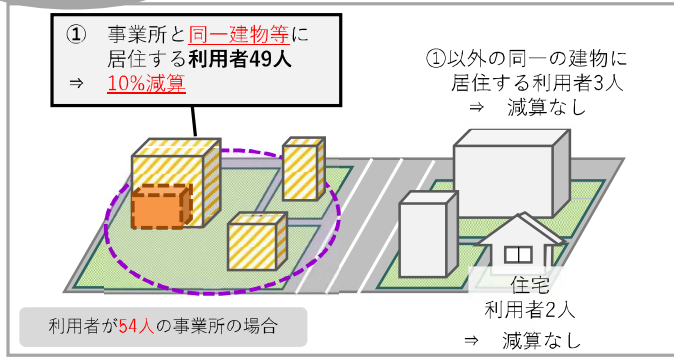 ① 事業所と同一建物等に
居住する利用者49人
⇒ 10%減算
①以外の同一の建物に
居住する利用者3人
⇒ 減算なし
住宅
利用者2人
⇒ 減算なし
利用者が54人の事業所の場合